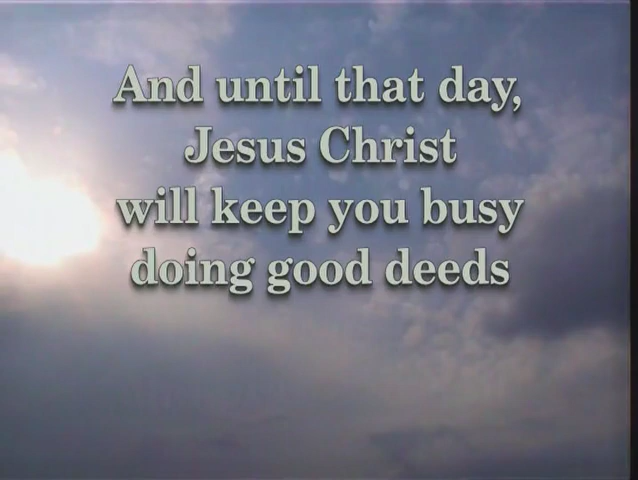 And until that day,
Jesus Christ
will keep you busy
doing good deeds